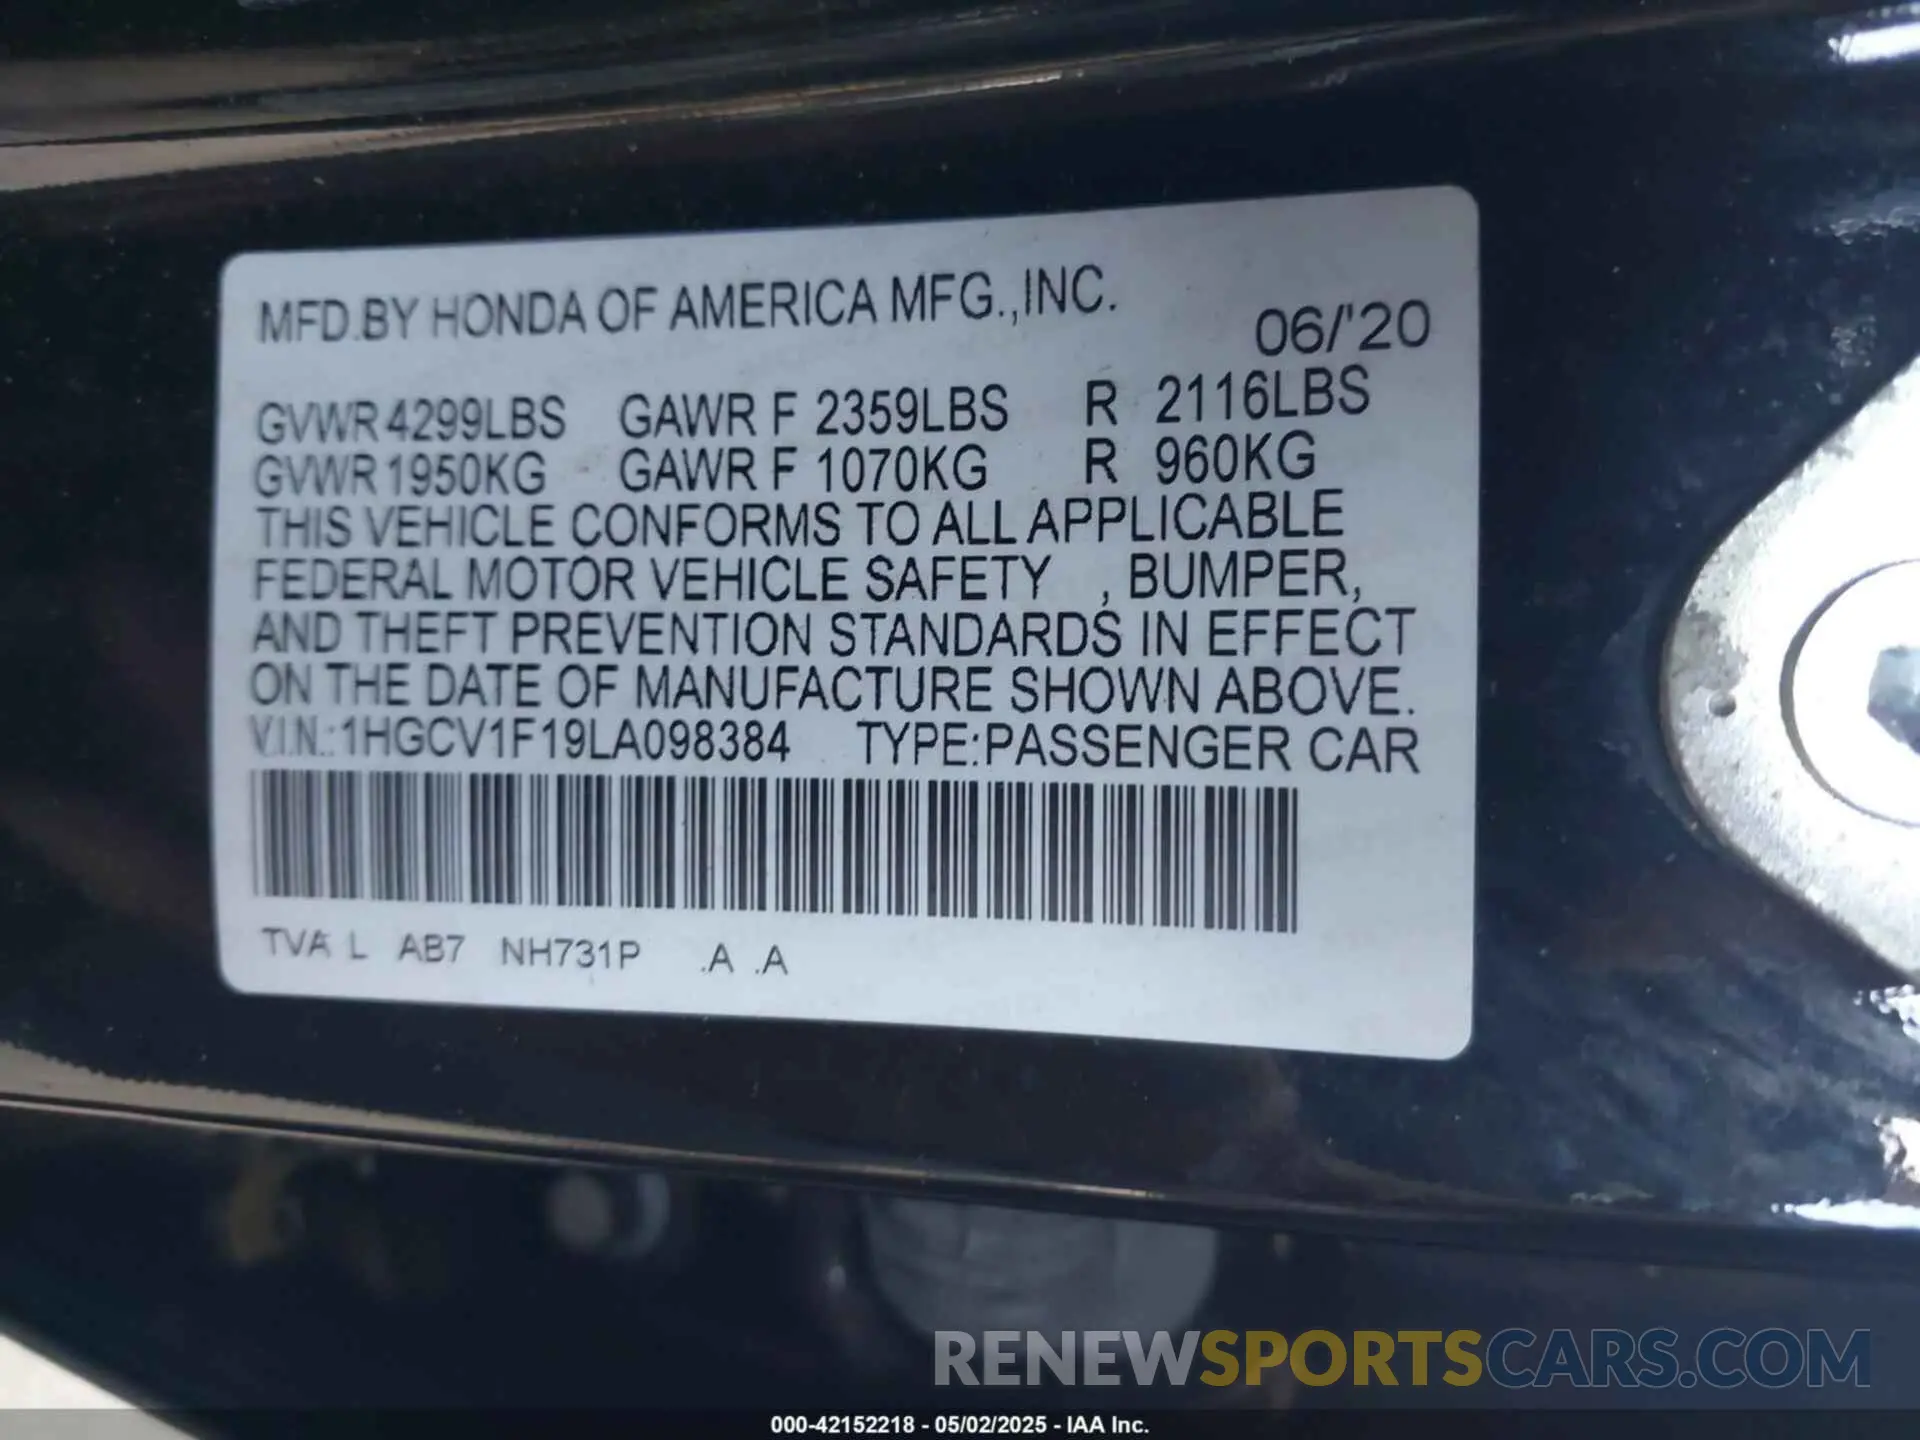 MFD.BY HONDA OF AMERICA MFG.,INC.
06/'20
GVWR 4299LBS GAWR F 2359LBS R 2116LBS
GVWR 1950KG GAWR F 1070KG R 960KG
THIS VEHICLE CONFORMS TO ALL APPLICABLE
FEDERAL MOTOR VEHICLE SAFETY , BUMPER,
AND THEFT PREVENTION STANDARDS IN EFFECT
ON THE DATE OF MANUFACTURE SHOWN ABOVE.
V.I.N.:1HGCV1F19LA098384 TYPE:PASSENGER CAR
TVA L AB7 NH731P .A .A
RENEWSPORTSCARS.COM
000-42152218 - 05/02/2025 - IAA Inc.